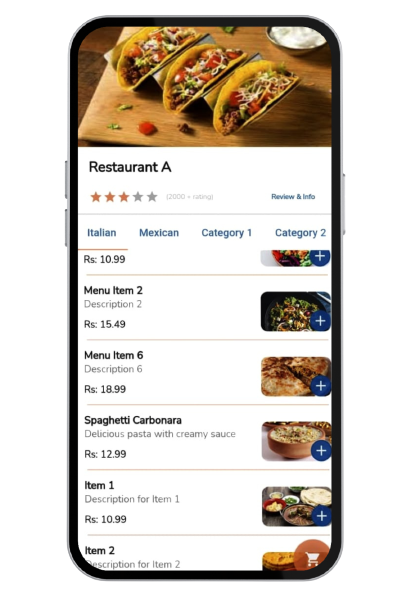 Restaurant A
(2000 + rating)
Review & Info
Italian Mexican Category 1 Category 2
Rs: 10.99
Menu Item 2
Description 2
Rs: 15.49
Menu Item 6
Description 6
Rs: 18.99
Spaghetti Carbonara
Delicious pasta with creamy sauce
Rs: 12.99
Item 1
Description for Item 1
Rs: 10.99
Item 2
Description for Item 2